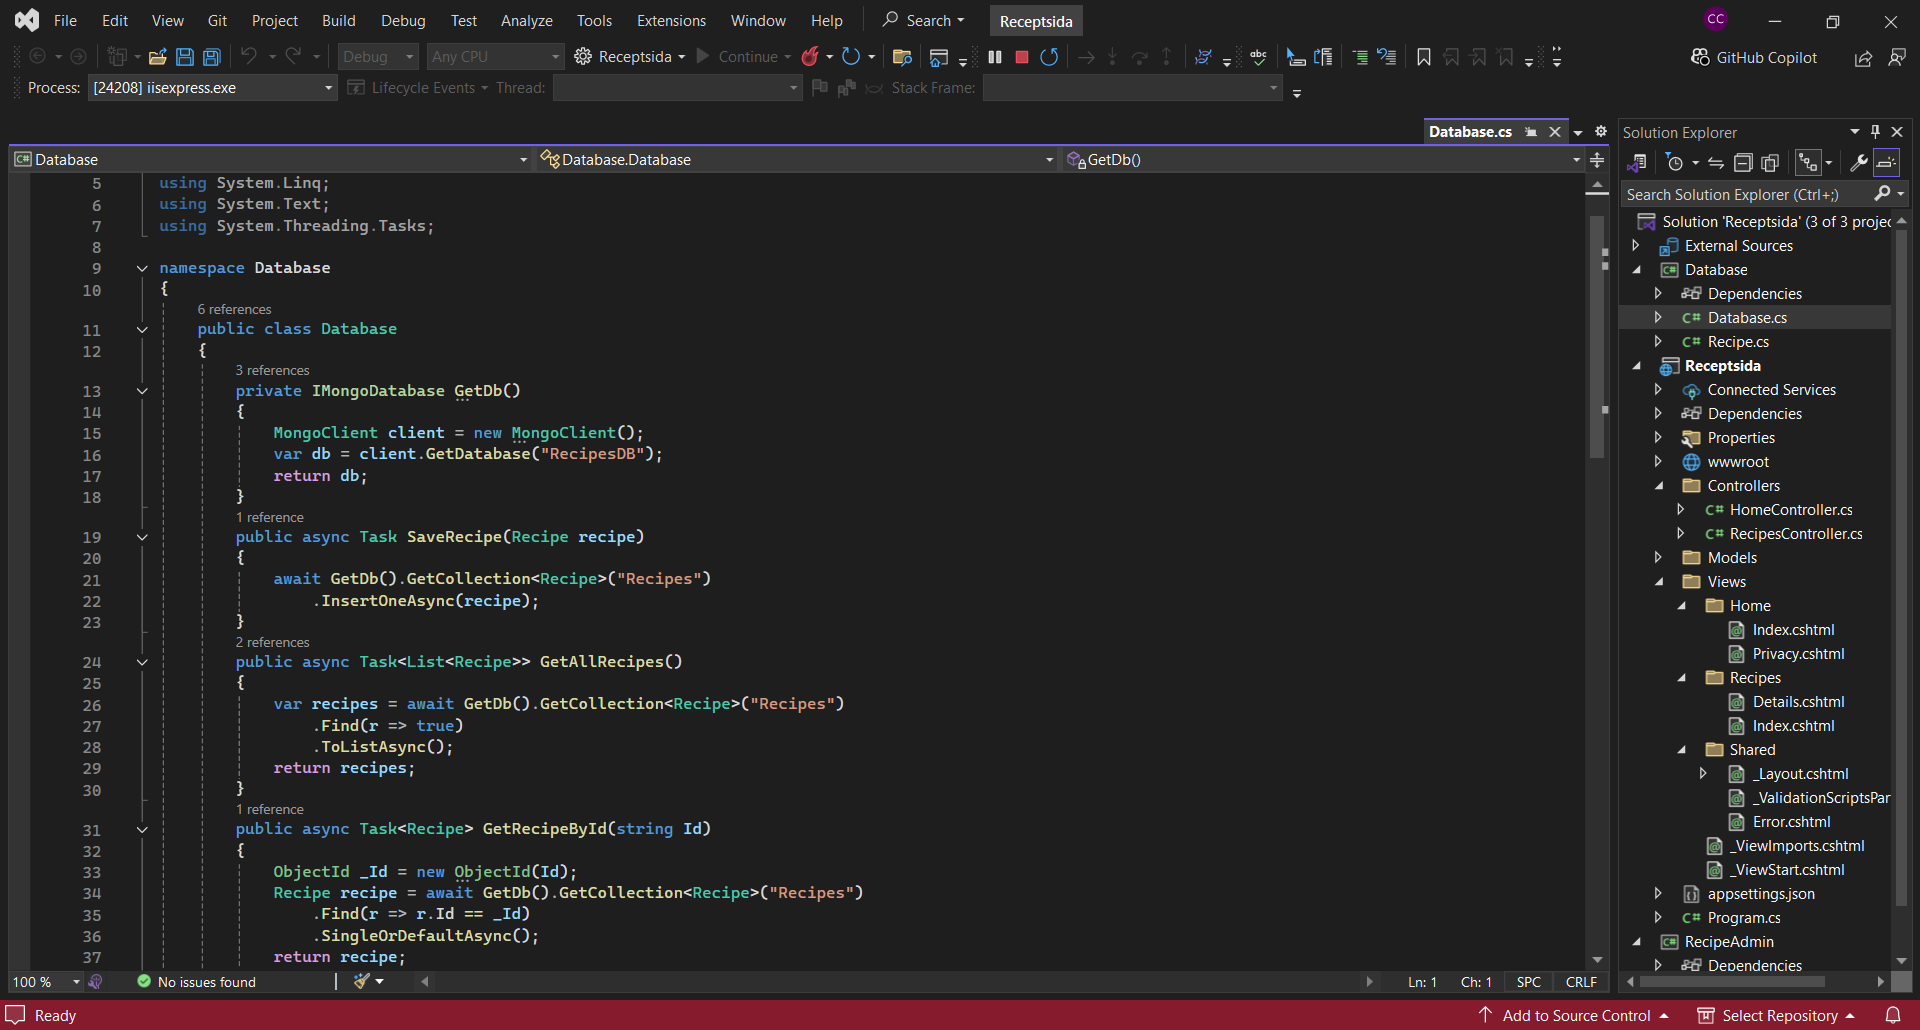 File Edit View Git Project Build Debug Test Analyze Tools Extensions Window Help Search Receptsida CC
Debug Any CPU Receptsida Continue abc GitHub Copilot
Process: [24208] iisexpress.exe Lifecycle Events Thread: Stack Frame:
Database.cs
Database Database.Database GetDb()
5 using System.Linq;
6 using System.Text;
7 using System.Threading.Tasks;
8
9 namespace Database
10 {
6 references
11 public class Database
12 {
3 references
13 private IMongoDatabase GetDb()
14 {
15 MongoClient client = new MongoClient();
16 var db = client.GetDatabase("RecipesDB");
17 return db;
18 }
1 reference
19 public async Task SaveRecipe(Recipe recipe)
20 {
21 await GetDb().GetCollection<Recipe>("Recipes")
22 .InsertOneAsync(recipe);
23 }
2 references
24 public async Task<List<Recipe>> GetAllRecipes()
25 {
26 var recipes = await GetDb().GetCollection<Recipe>("Recipes")
27 .Find(r => true)
28 .ToListAsync();
29 return recipes;
30 }
1 reference
31 public async Task<Recipe> GetRecipeById(string Id)
32 {
33 ObjectId _Id = new ObjectId(Id);
34 Recipe recipe = await GetDb().GetCollection<Recipe>("Recipes")
35 .Find(r => r.Id == _Id)
36 .SingleOrDefaultAsync();
37 return recipe;
100 % No issues found Ln: 1 Ch: 1 SPC CRLF
Solution Explorer
Search Solution Explorer (Ctrl+;)
Solution 'Receptsida' (3 of 3 projec
External Sources
C# Database
Dependencies
C# Database.cs
C# Recipe.cs
Receptsida
Connected Services
Dependencies
Properties
wwwroot
Controllers
C# HomeController.cs
C# RecipesController.cs
Models
Views
Home
Index.cshtml
Privacy.cshtml
Recipes
Details.cshtml
Index.cshtml
Shared
_Layout.cshtml
_ValidationScriptsPar
Error.cshtml
_ViewImports.cshtml
_ViewStart.cshtml
appsettings.json
C# Program.cs
C# RecipeAdmin
Dependencies
Ready Add to Source Control Select Repository